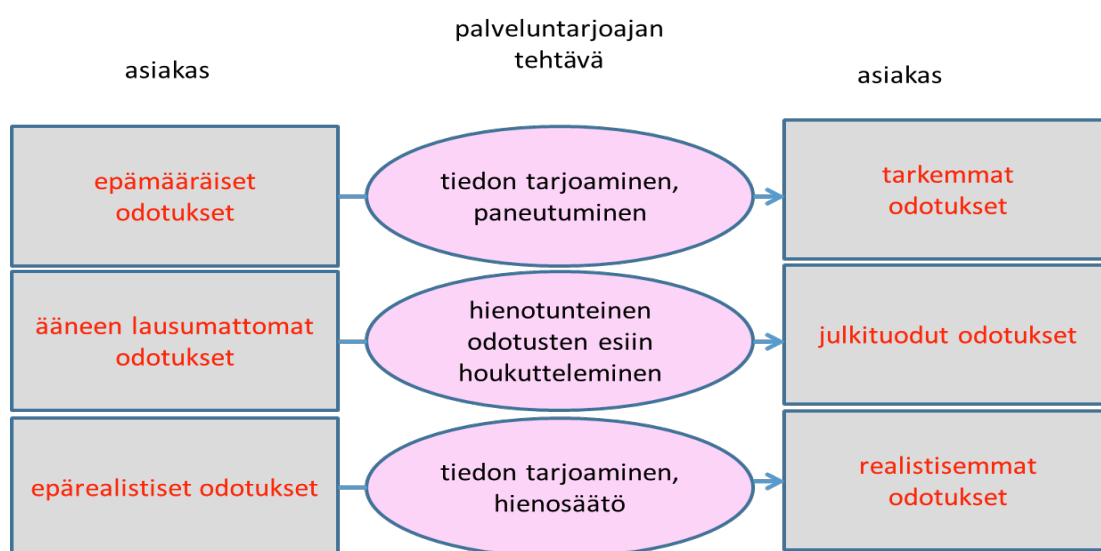 asiakas
palveluntarjoajan
tehtävä
asiakas
epämääräiset
odotukset
tiedon tarjoaminen,
paneutuminen
tarkemmat
odotukset
ääneen lausumattomat
odotukset
hienotunteinen
odotusten esiin
houkutteleminen
julkituodut odotukset
epärealistiset odotukset
tiedon tarjoaminen,
hienosäätö
realistisemmat
odotukset